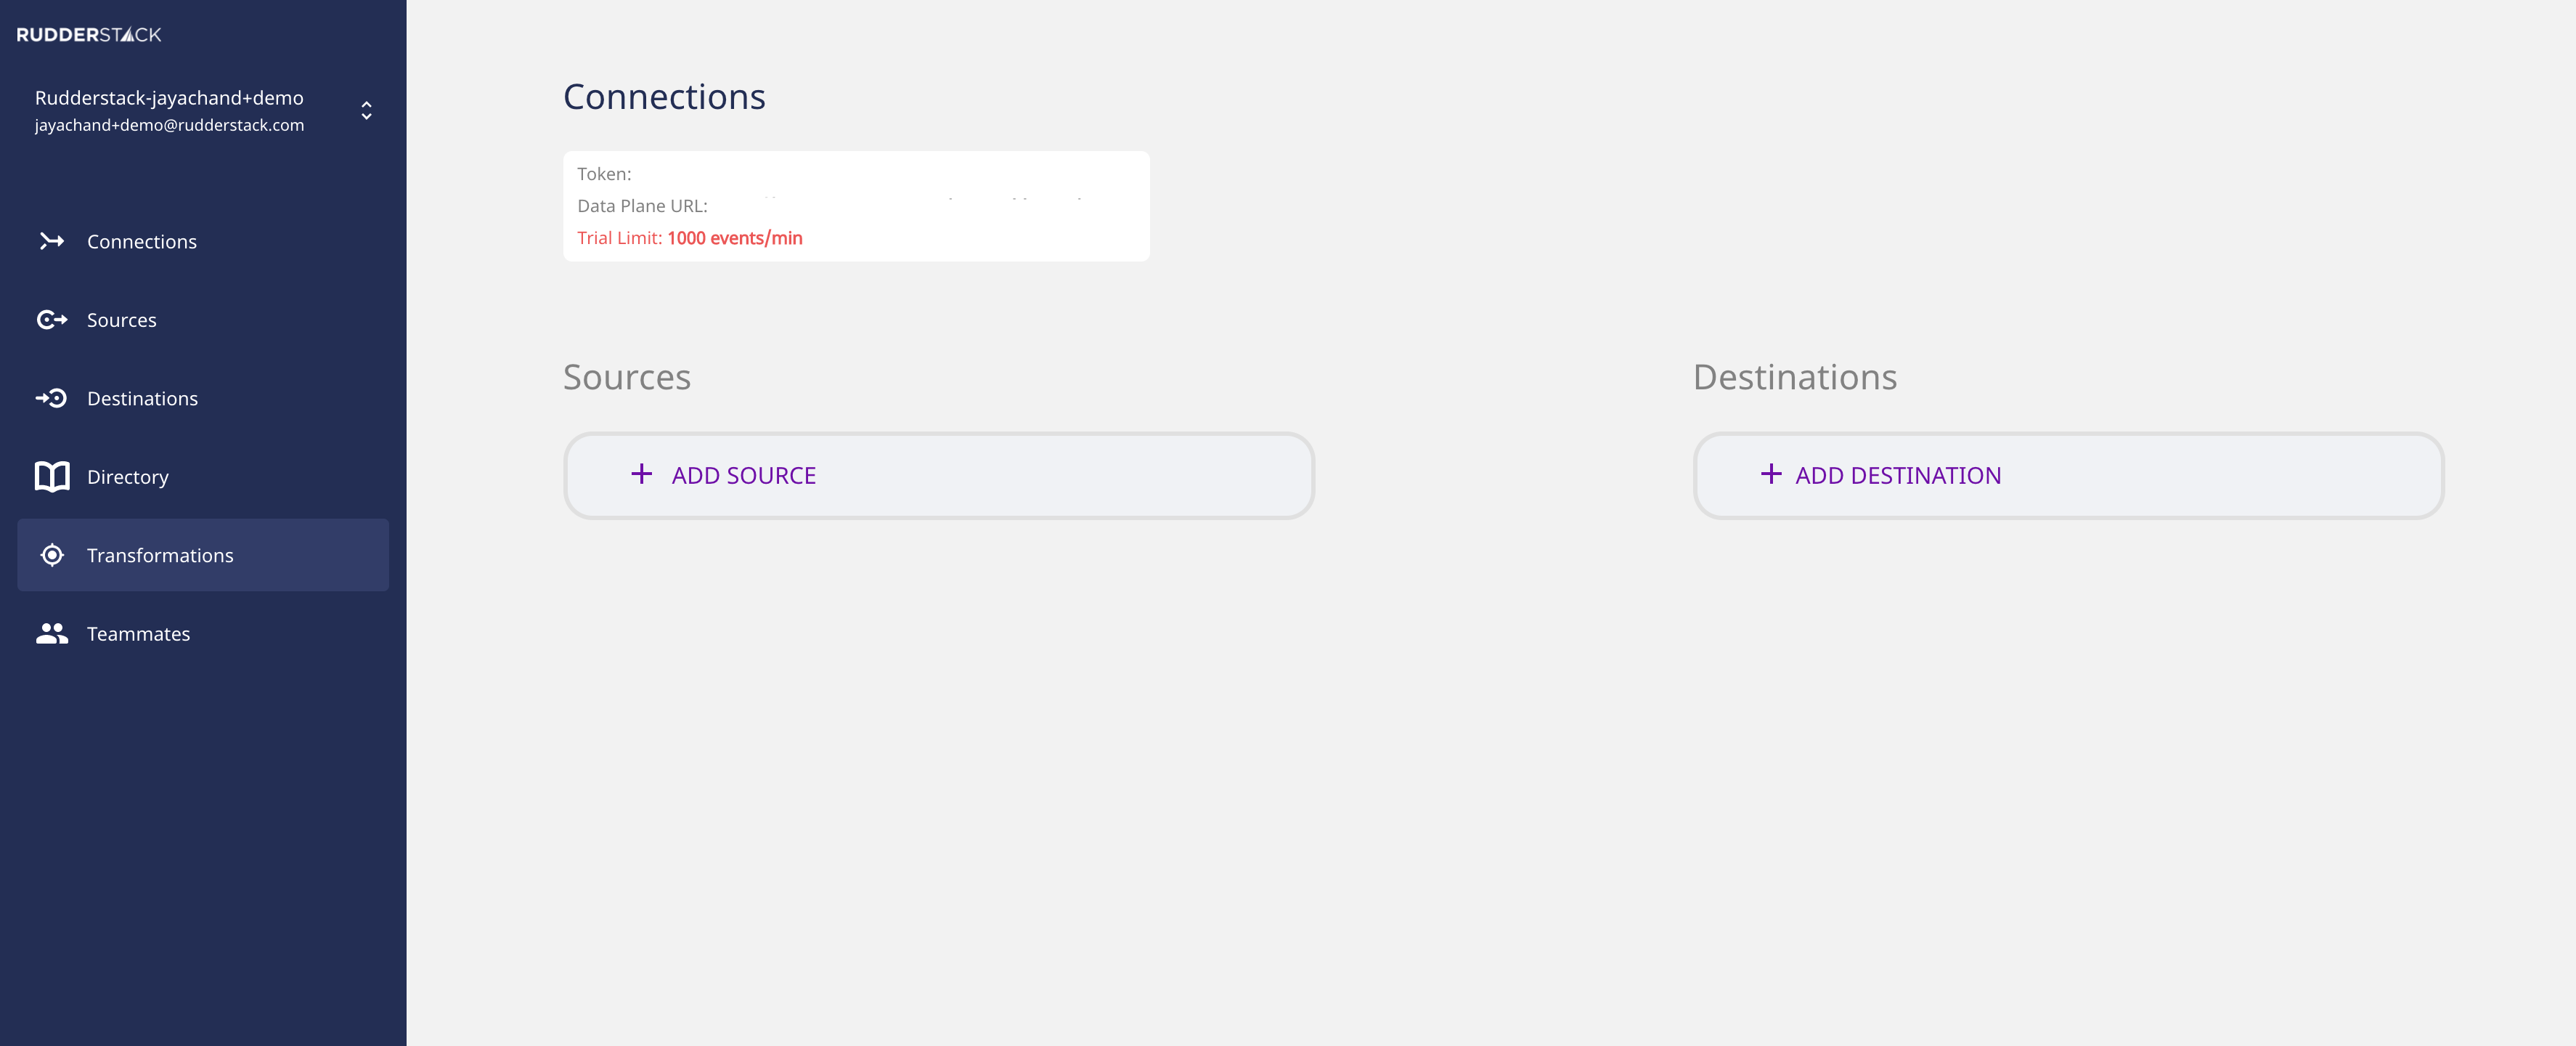 RUDDERSTACK
Rudderstack-jayachand+demo
jayachand+demo@rudderstack.com
Connections
Sources
Destinations
Directory
Transformations
Teammates
Connections
Token:
Data Plane URL:
Trial Limit: 1000 events/min
Sources
ADD SOURCE
Destinations
ADD DESTINATION